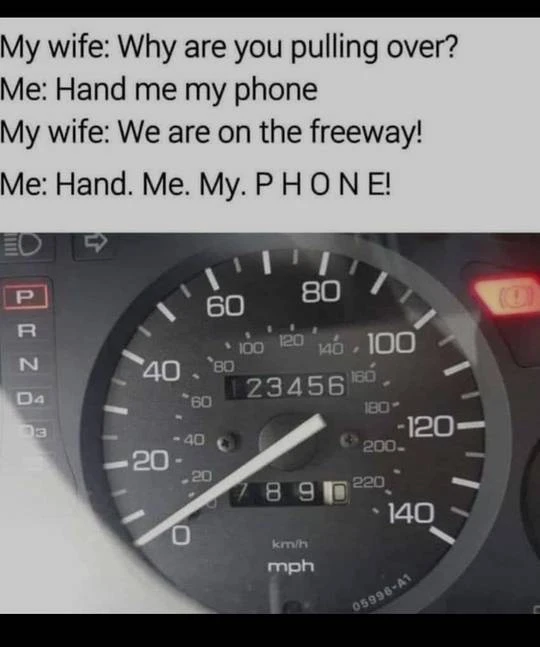 My wife: Why are you pulling over?
Me: Hand me my phone
My wife: We are on the freeway!
Me: Hand. Me. My. P H O N E!
P
R
N
D4
D3
0
20
40
60
80
100
120
140
20
40
60
80
100
120
140
160
180
200
220
123456
7 8 9 0
km/h
mph
05996-A1